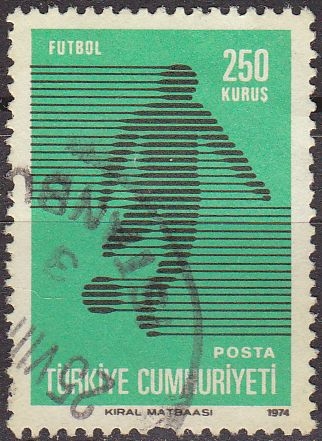 FUTBOL
250
KURUŞ
POSTA
TÜRKİYE CUMHURİYETİ
KIRAL MATBAASI 1974